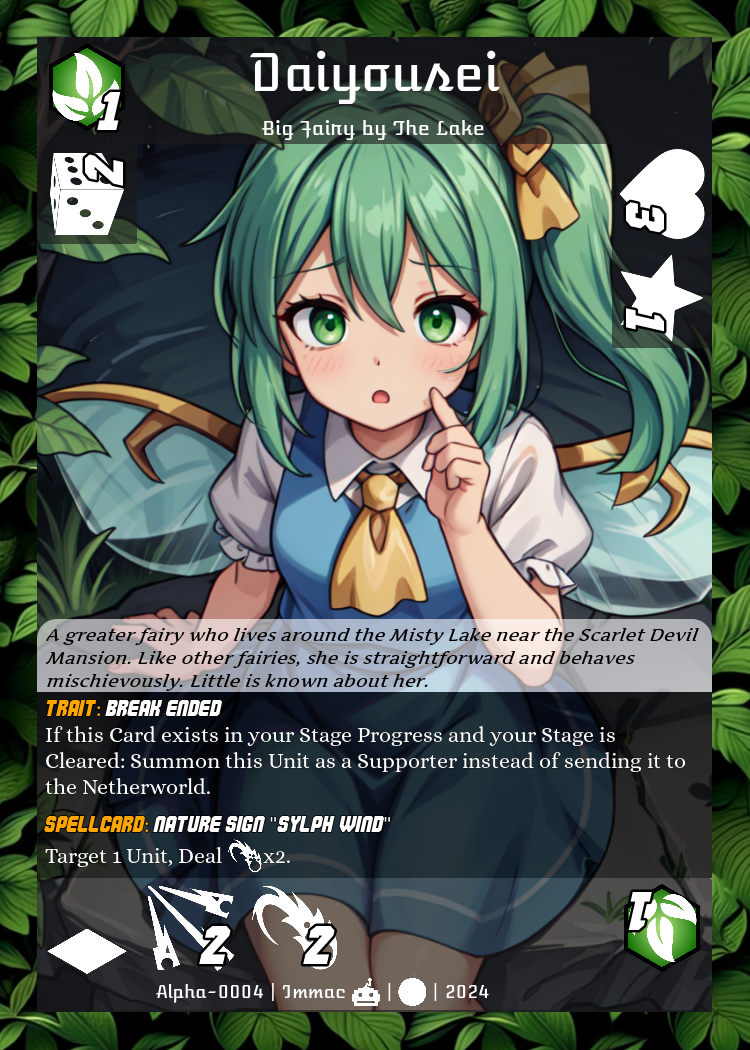 Daiyousei
1
Big Fairy by The Lake
2
3
1
A greater fairy who lives around the Misty Lake near the Scarlet Devil
Mansion. Like other fairies, she is straightforward and behaves
mischievously. Little is known about her.
TRAIT: BREAK ENDED
If this Card exists in your Stage Progress and your Stage is
Cleared: Summon this Unit as a Supporter instead of sending it to
the Netherworld.
SPELLCARD: NATURE SIGN "SYLPH WIND"
Target 1 Unit, Deal x2.
2 2
1
Alpha-0004 | Immac | | 2024